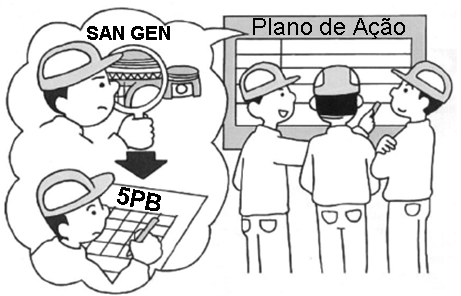 SAN GEN
5PB
Plano de Ação